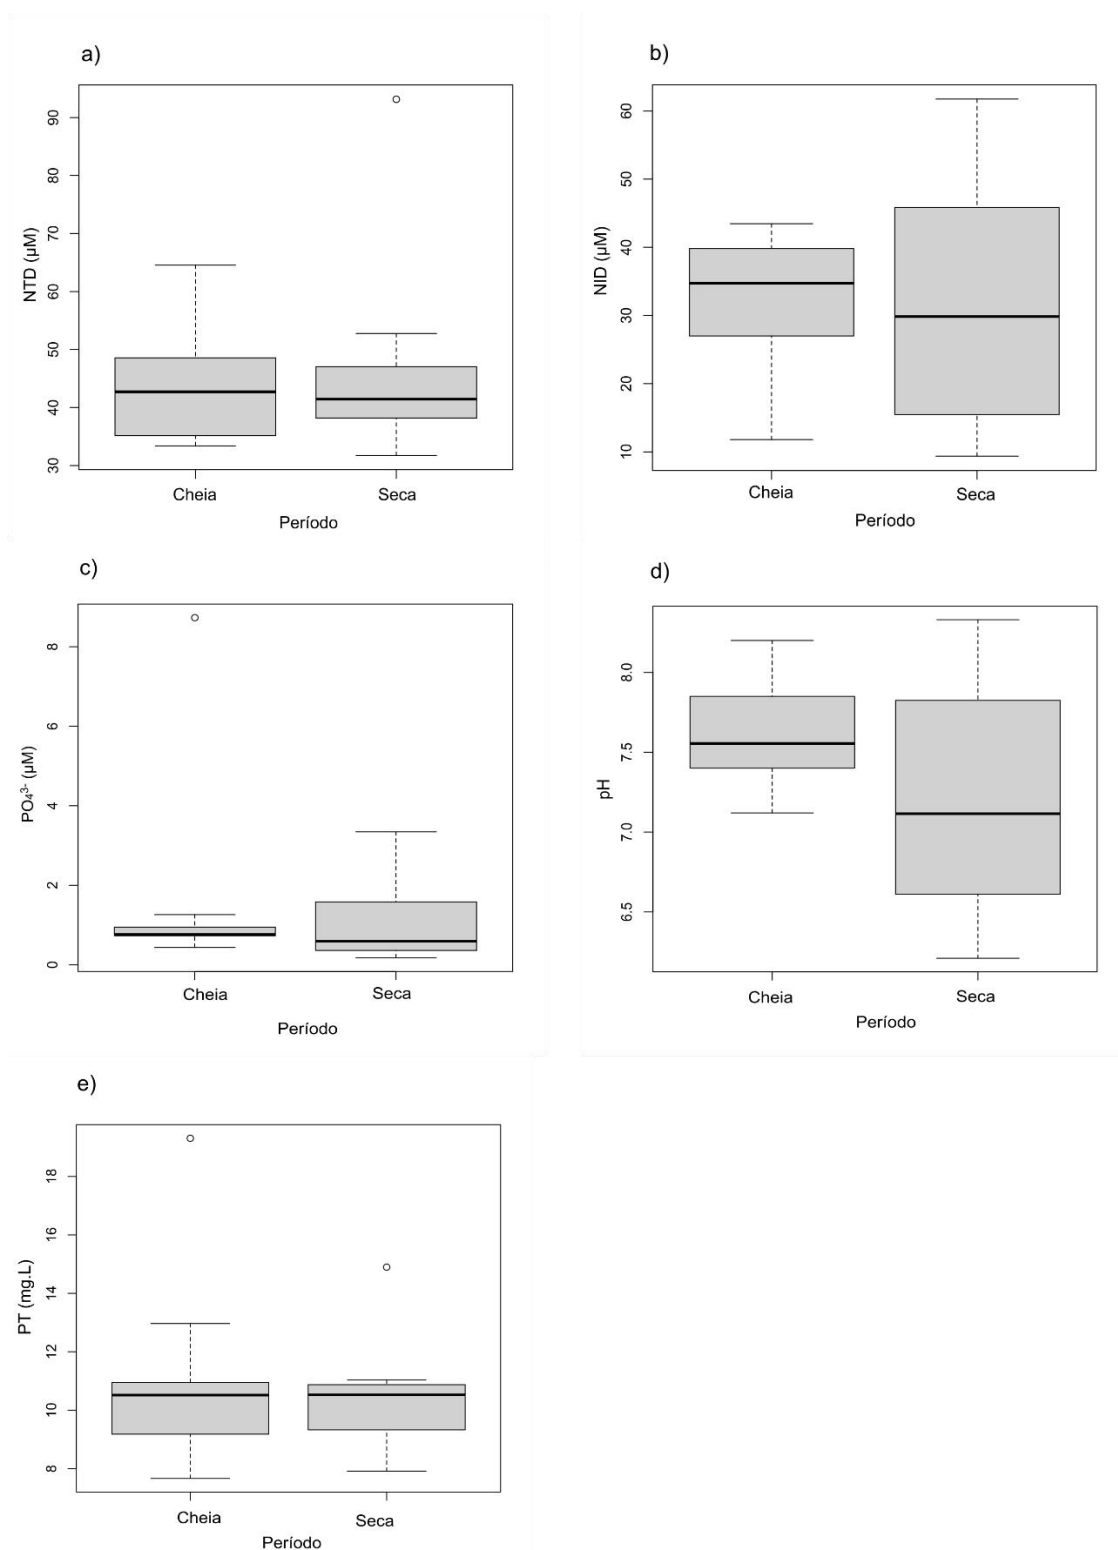 a)
NTD (µM)
90
80
70
60
50
40
30
Cheia
Seca
Período
b)
NID (µM)
60
50
40
30
20
10
Cheia
Seca
Período
c)
PO₄³⁻ (µM)
8
6
4
2
0
Cheia
Seca
Período
d)
pH
8.0
7.5
7.0
6.5
Cheia
Seca
Período
e)
PT (mg.L)
18
16
14
12
10
8
Cheia
Seca
Período